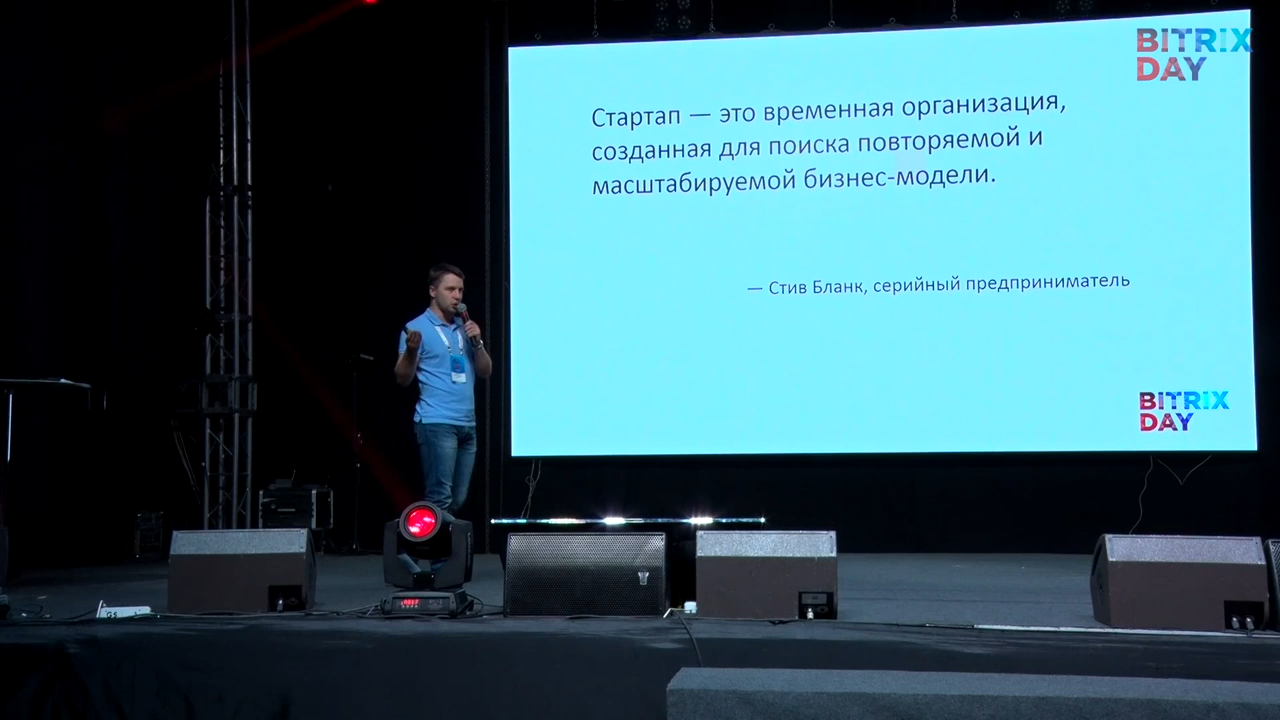 BITRIX
DAY
Стартап — это временная организация,
созданная для поиска повторяемой и
масштабируемой бизнес-модели.
— Стив Бланк, серийный предприниматель
BITRIX
DAY